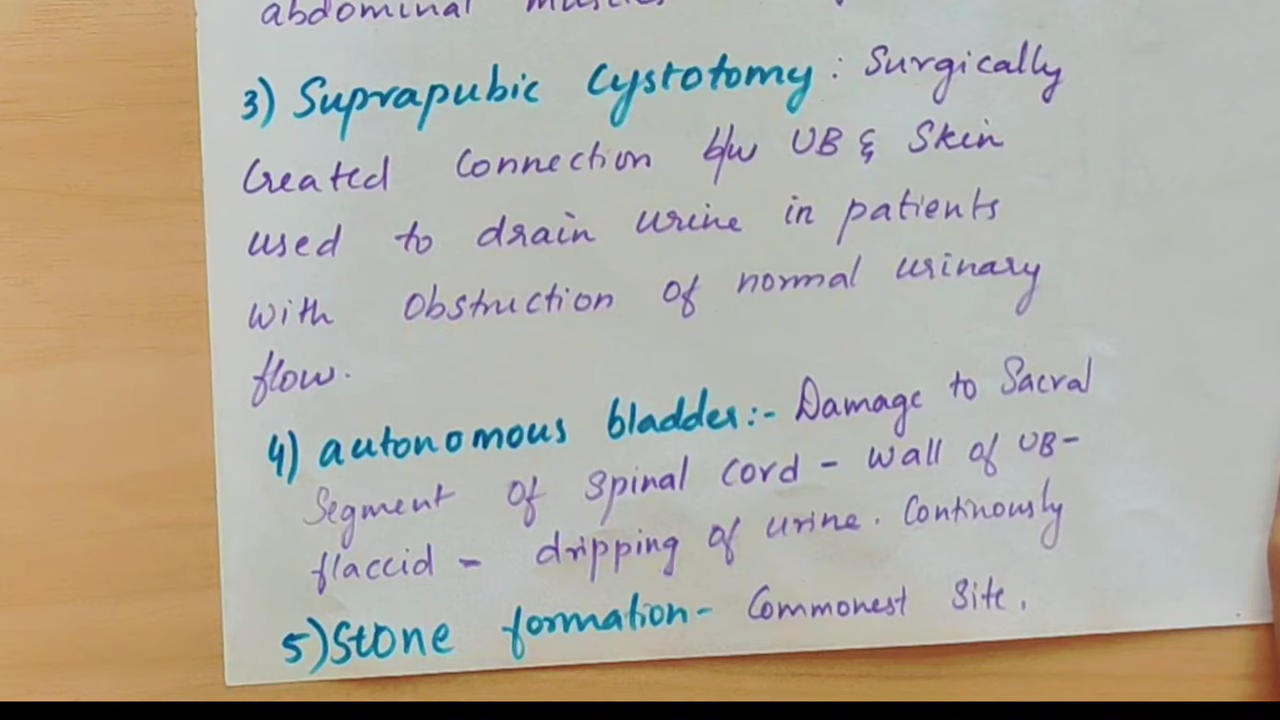 abdominal
3) Suprapubic Cystotomy : Surgically
Created Connection b/w UB & Skin
used to drain urine in patients
with Obstruction of normal urinary
flow.
4) autonomous bladder:- Damage to Sacral
Segment of Spinal Cord - Wall of UB-
flaccid - dripping of urine. Continously
5) Stone formation- Commonest Site.